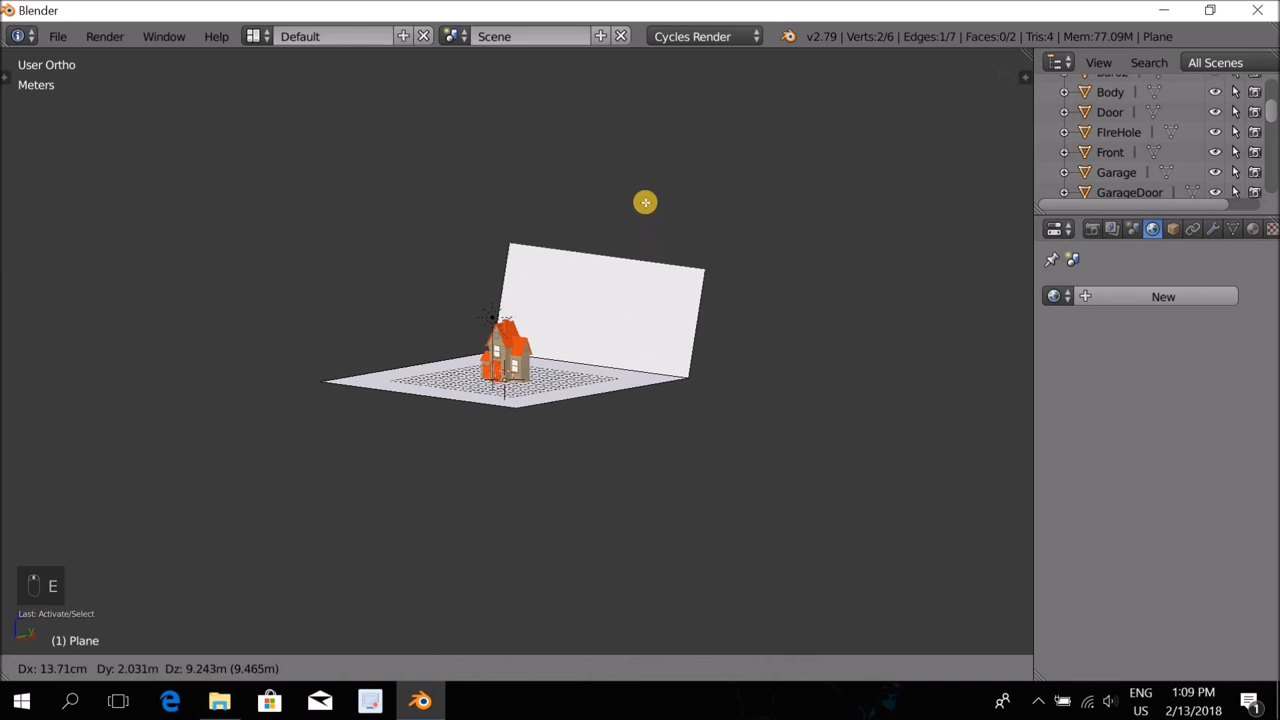 Blender
File Render Window Help Default Scene Cycles Render v2.79 | Verts:2/6 | Edges:1/7 | Faces:0/2 | Tris:4 | Mem:77.09M | Plane
User Ortho
Meters
View Search All Scenes
Body
Door
FIreHole
Front
Garage
GarageDoor
New
E
Last: Activate/Select
y
(1) Plane
Dx: 13.71cm Dy: 2.031m Dz: 9.243m (9.465m)
ENG
US
1:09 PM
2/13/2018
1